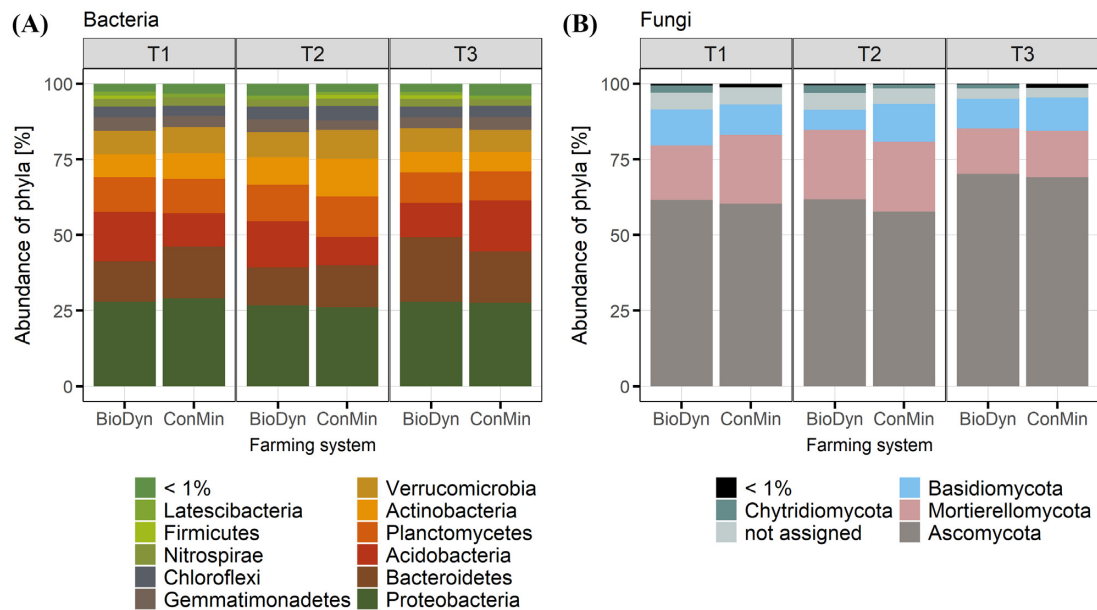 (A) Bacteria
T1 T2 T3
Abundance of phyla [%]
100
75
50
25
0
BioDyn ConMin BioDyn ConMin BioDyn ConMin
Farming system
< 1%
Latescibacteria
Firmicutes
Nitrospirae
Chloroflexi
Gemmatimonadetes
Verrucomicrobia
Actinobacteria
Planctomycetes
Acidobacteria
Bacteroidetes
Proteobacteria
(B) Fungi
T1 T2 T3
Abundance of phyla [%]
100
75
50
25
0
BioDyn ConMin BioDyn ConMin BioDyn ConMin
Farming system
< 1%
Chytridiomycota
not assigned
Basidiomycota
Mortierellomycota
Ascomycota